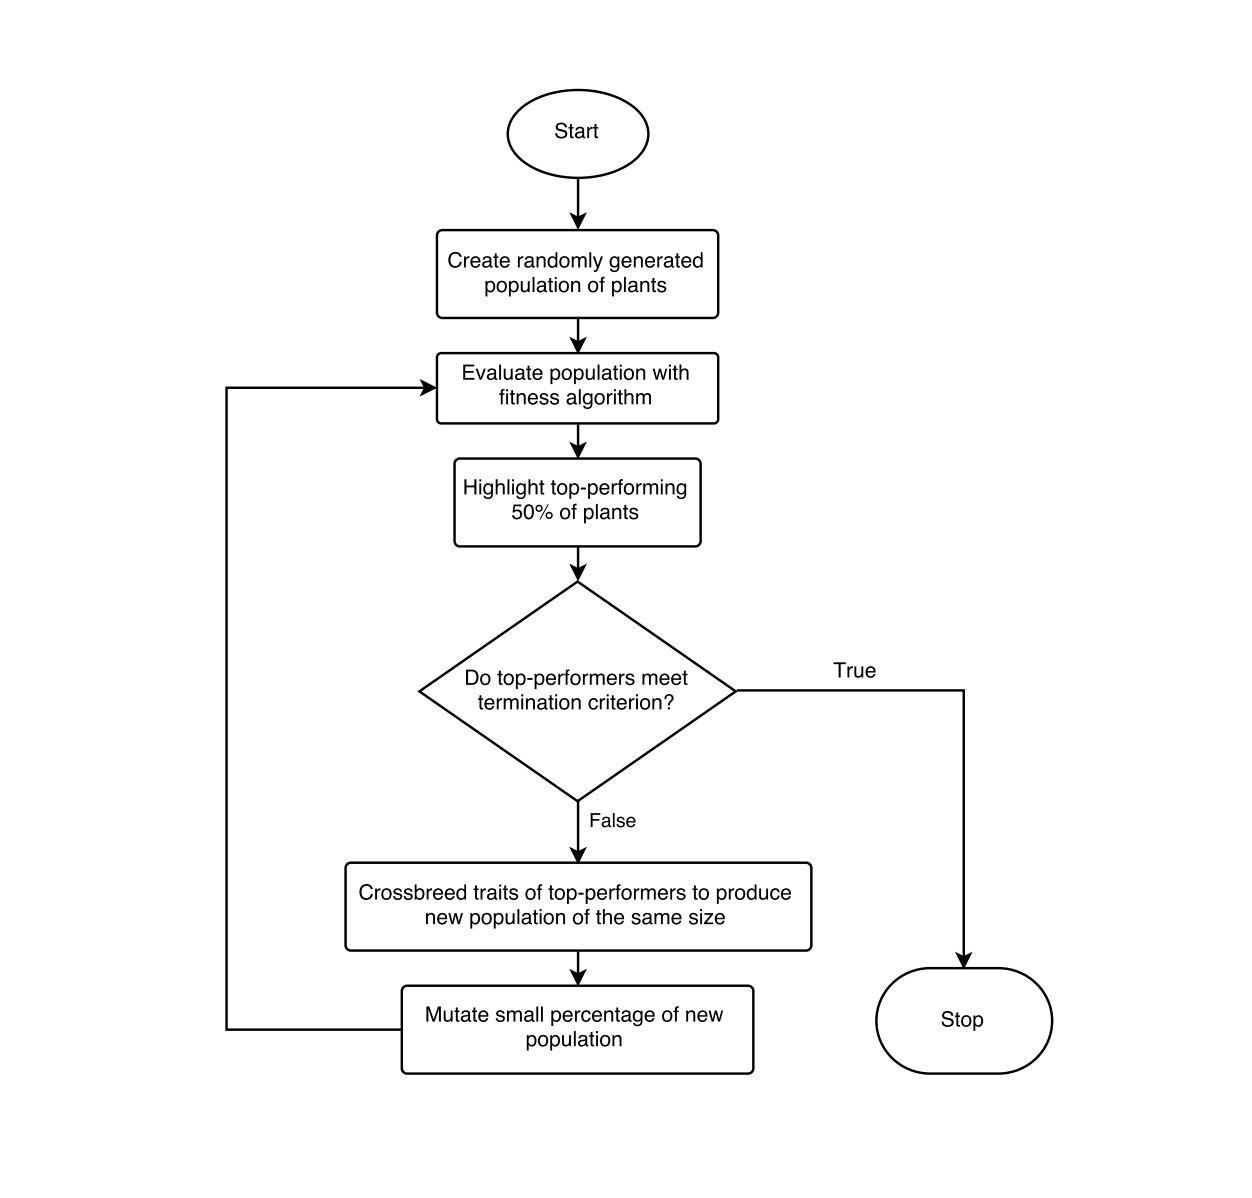 Start
Create randomly generated
population of plants
Evaluate population with
fitness algorithm
Highlight top-performing
50% of plants
Do top-performers meet
termination criterion?
True
False
Crossbreed traits of top-performers to produce
new population of the same size
Mutate small percentage of new
population
Stop